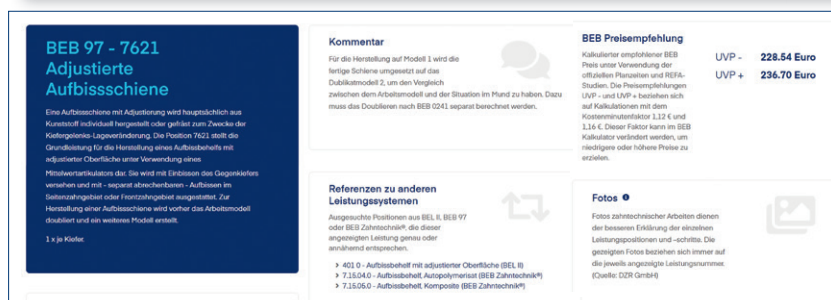 BEB 97 - 7621
Adjustierte
Aufbissschiene
Eine Aufbissschiene mit Adjustierung wird hauptsächlich aus
Kunststoff individuell hergestellt oder gefräst zum Zwecke der
Kiefergelenks-Lageveränderung. Die Position 7621 stellt die
Grundleistung für die Herstellung eines Aufbissbehelfs mit
adjustierter Oberfläche unter Verwendung eines
Mittelwertartikulators dar. Sie wird mit Einbissen des Gegenkiefers
versehen und mit - separat abrechenbaren - Aufbissen im
Seitenzahngebiet oder Frontzahngebiet ausgestattet. Zur
Herstellung einer Aufbissschiene wird vorher das Arbeitsmodell
doubliert und ein weiteres Modell erstellt.
1 x je Kiefer.
Kommentar
Für die Herstellung auf Modell 1 wird die
fertige Schiene umgesetzt auf das
Dublikatmodell 2, um den Vergleich
zwischen dem Arbeitsmodell und der Situation im Mund zu haben. Dazu
muss das Doublieren nach BEB 0241 separat berechnet werden.
Referenzen zu anderen
Leistungssystemen
Ausgesuchte Positionen aus BEL II, BEB 97
oder BEB Zahntechnik®, die dieser
angezeigten Leistung genau oder
annähernd entsprechen.
> 401 0 - Aufbissbehelf mit adjustierter Oberfläche (BEL II)
> 7.15.04.0 - Aufbissbehelf, Autopolymerisat (BEB Zahntechnik®)
> 7.15.05.0 - Aufbissbehelf, Komposite (BEB Zahntechnik®)
BEB Preisempfehlung
Kalkulierter empfohlener BEB
Preis unter Verwendung der
offiziellen Planzeiten und REFA-
Studien. Die Preisempfehlungen
UVP - und UVP + beziehen sich
auf Kalkulationen mit dem
Kostenminutenfaktor 1,12 € und
1,16 €. Dieser Faktor kann im BEB
Kalkulator verändert werden, um
niedrigere oder höhere Preise zu
erzielen.
UVP - 228.54 Euro
UVP + 236.70 Euro
Fotos
Fotos zahntechnischer Arbeiten dienen
der besseren Erklärung der einzelnen
Leistungspositionen und -schritte. Die
gezeigten Fotos beziehen sich immer auf
die jeweils angezeigte Leistungsnummer.
(Quelle: DZR GmbH)